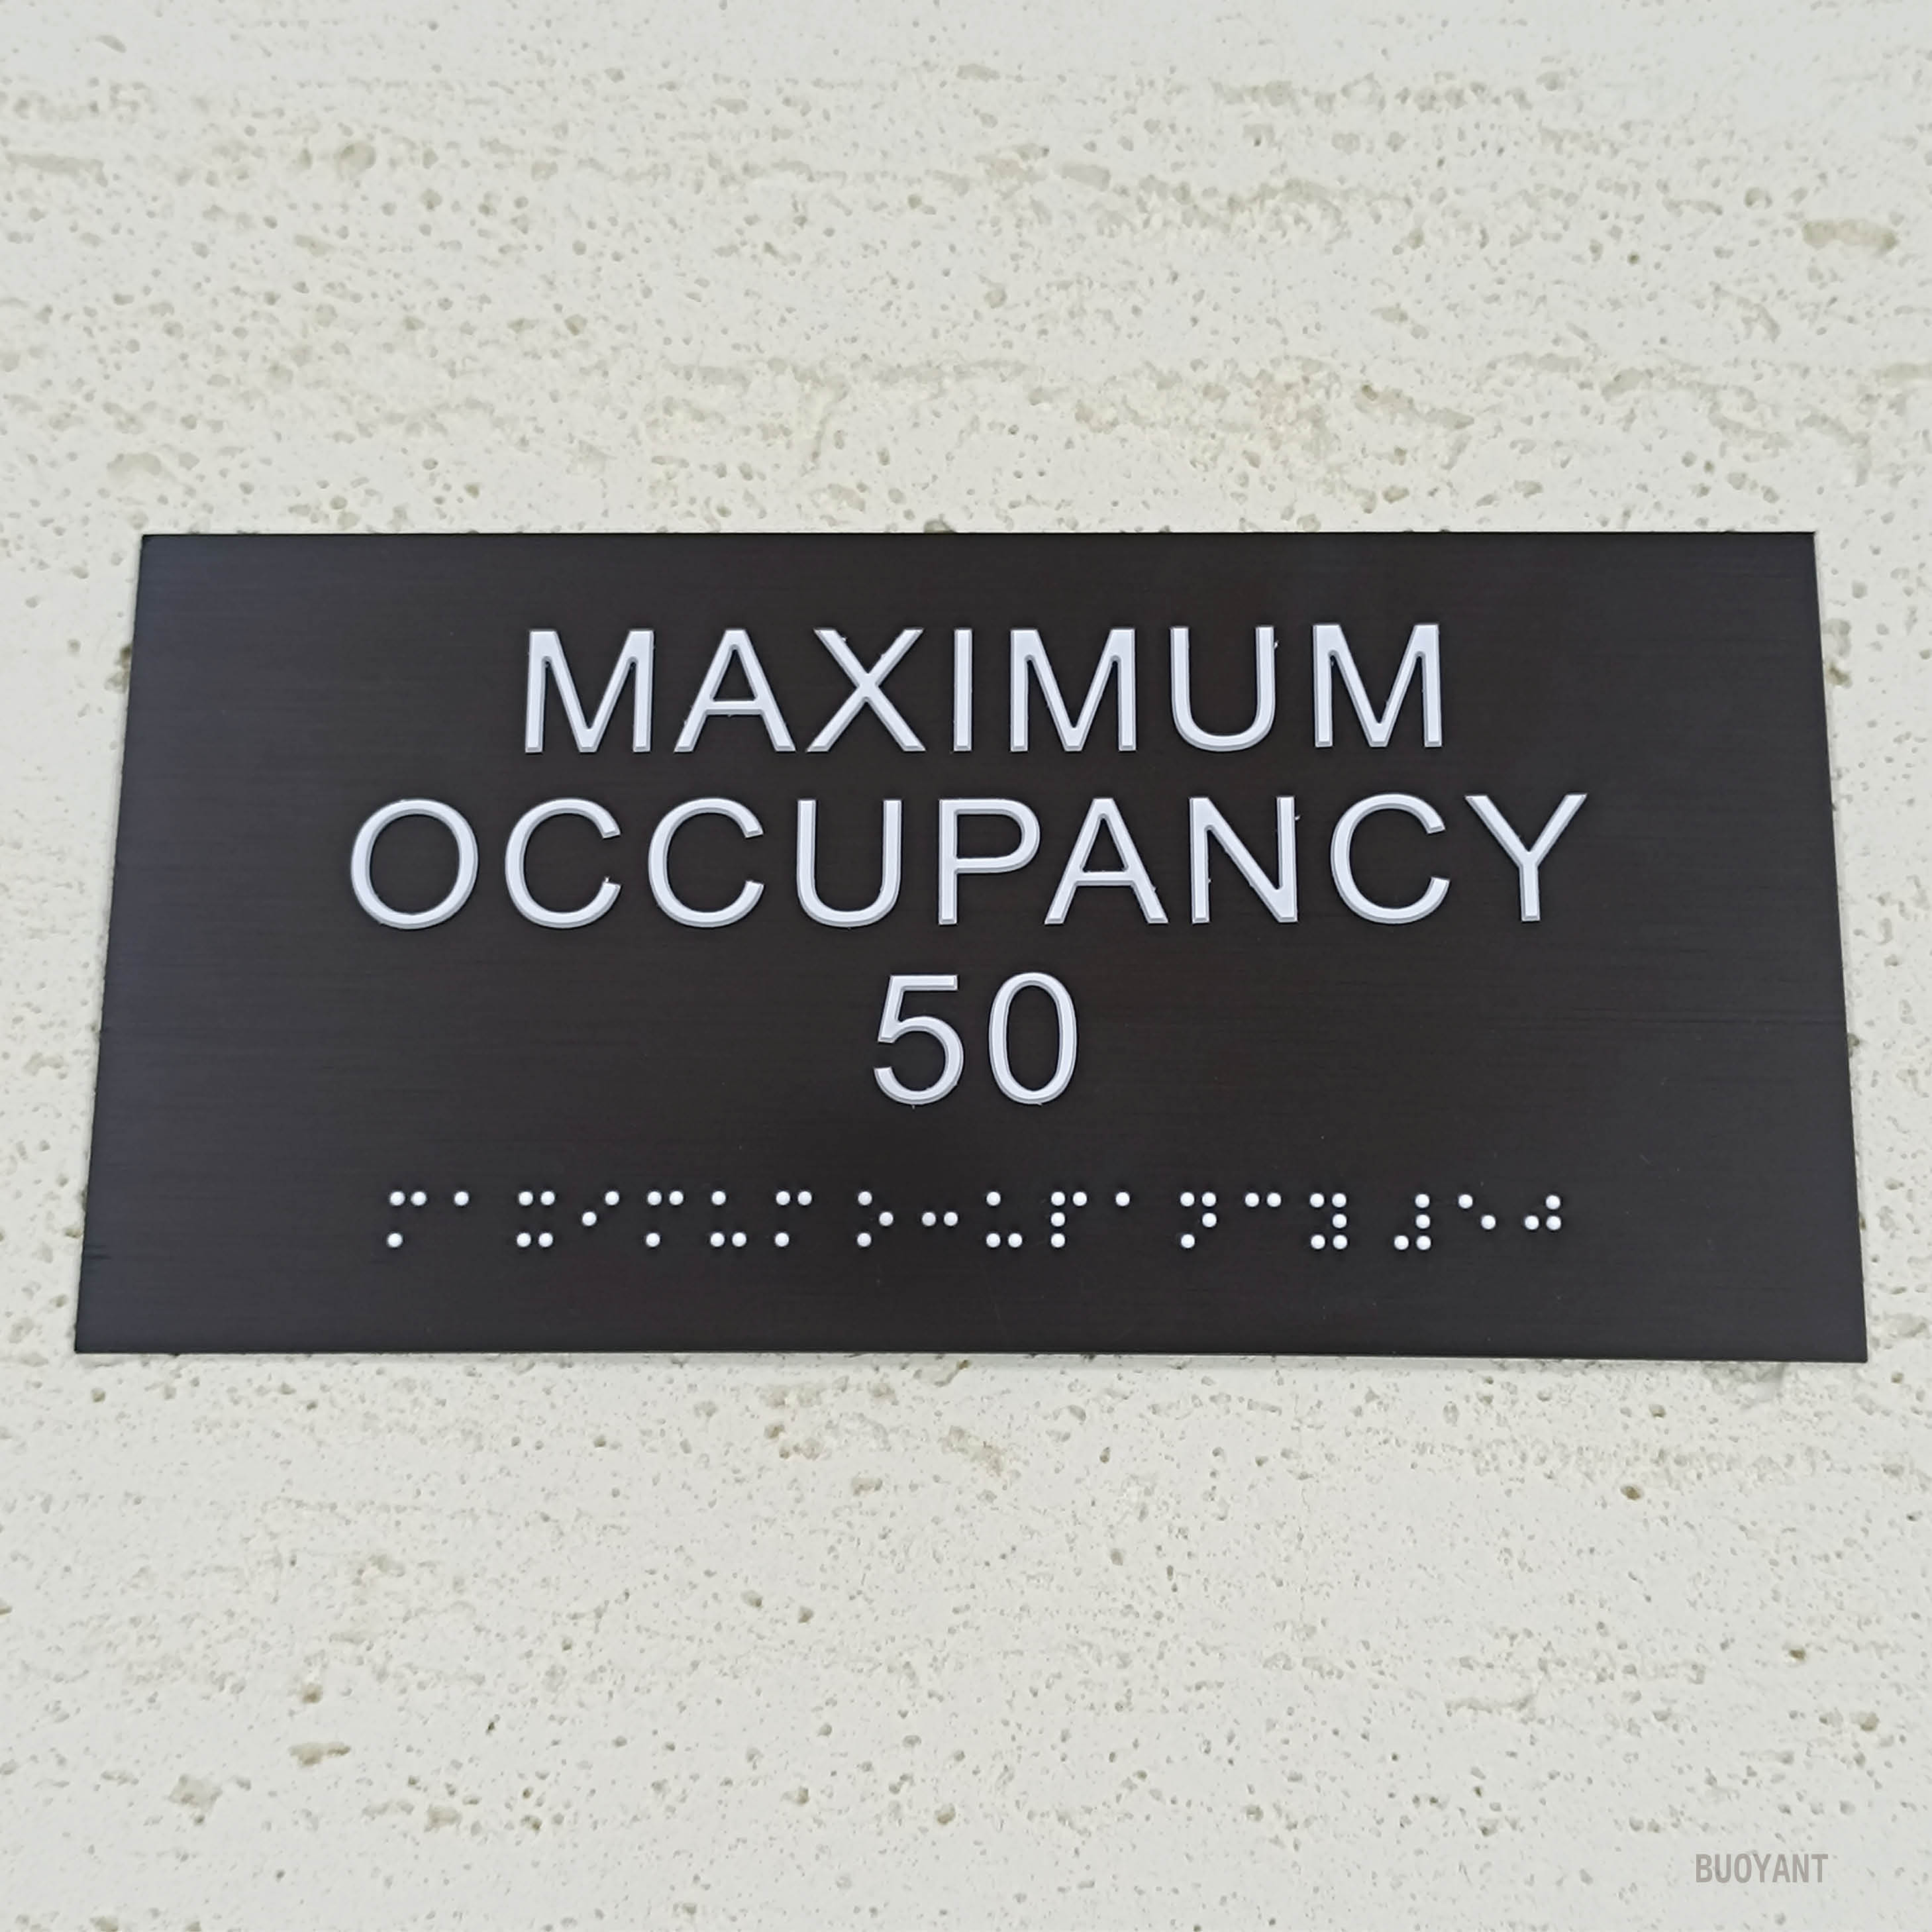 MAXIMUM
OCCUPANCY
50
⠍⠁⠭⠊⠍⠥⠍ ⠕⠒⠥⠏⠁⠝⠉⠽ ⠼⠑⠚
BUOYANT